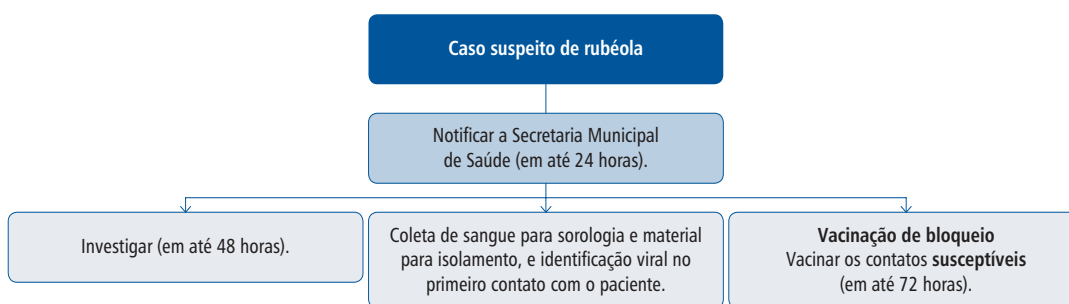 Caso suspeito de rubéola
Notificar a Secretaria Municipal
de Saúde (em até 24 horas).
Investigar (em até 48 horas).
Coleta de sangue para sorologia e material
para isolamento, e identificação viral no
primeiro contato com o paciente.
Vacinação de bloqueio
Vacinar os contatos susceptíveis
(em até 72 horas).